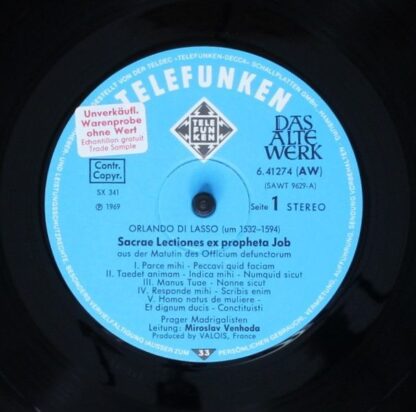 TELEFUNKEN
Unverkäufl.
Warenprobe
ohne Wert
Echantillon gratuit
Trade Sample
TELE
FUN
KEN
DAS
ALTE
WERK
Contr.
Copyr.
SX 341
℗ 1969
6.41274 (AW)
(SAWT 9629-A)
Seite 1 STEREO
ORLANDO DI LASSO (um 1532-1594)
Sacrae Lectiones ex propheta Job
aus der Matutin des Officium defunctorum
I. Parce mihi - Peccavi quid faciam
II. Taedet animam - Indica mihi - Numquid sicut
III. Manus Tuae - Nonne sicut
IV. Responde mihi - Scribis enim
V. Homo natus de muliere -
Et dignum ducis - Constituisti
Prager Madrigalisten
Leitung: Miroslav Venhoda
Produced by VALOIS, France
33